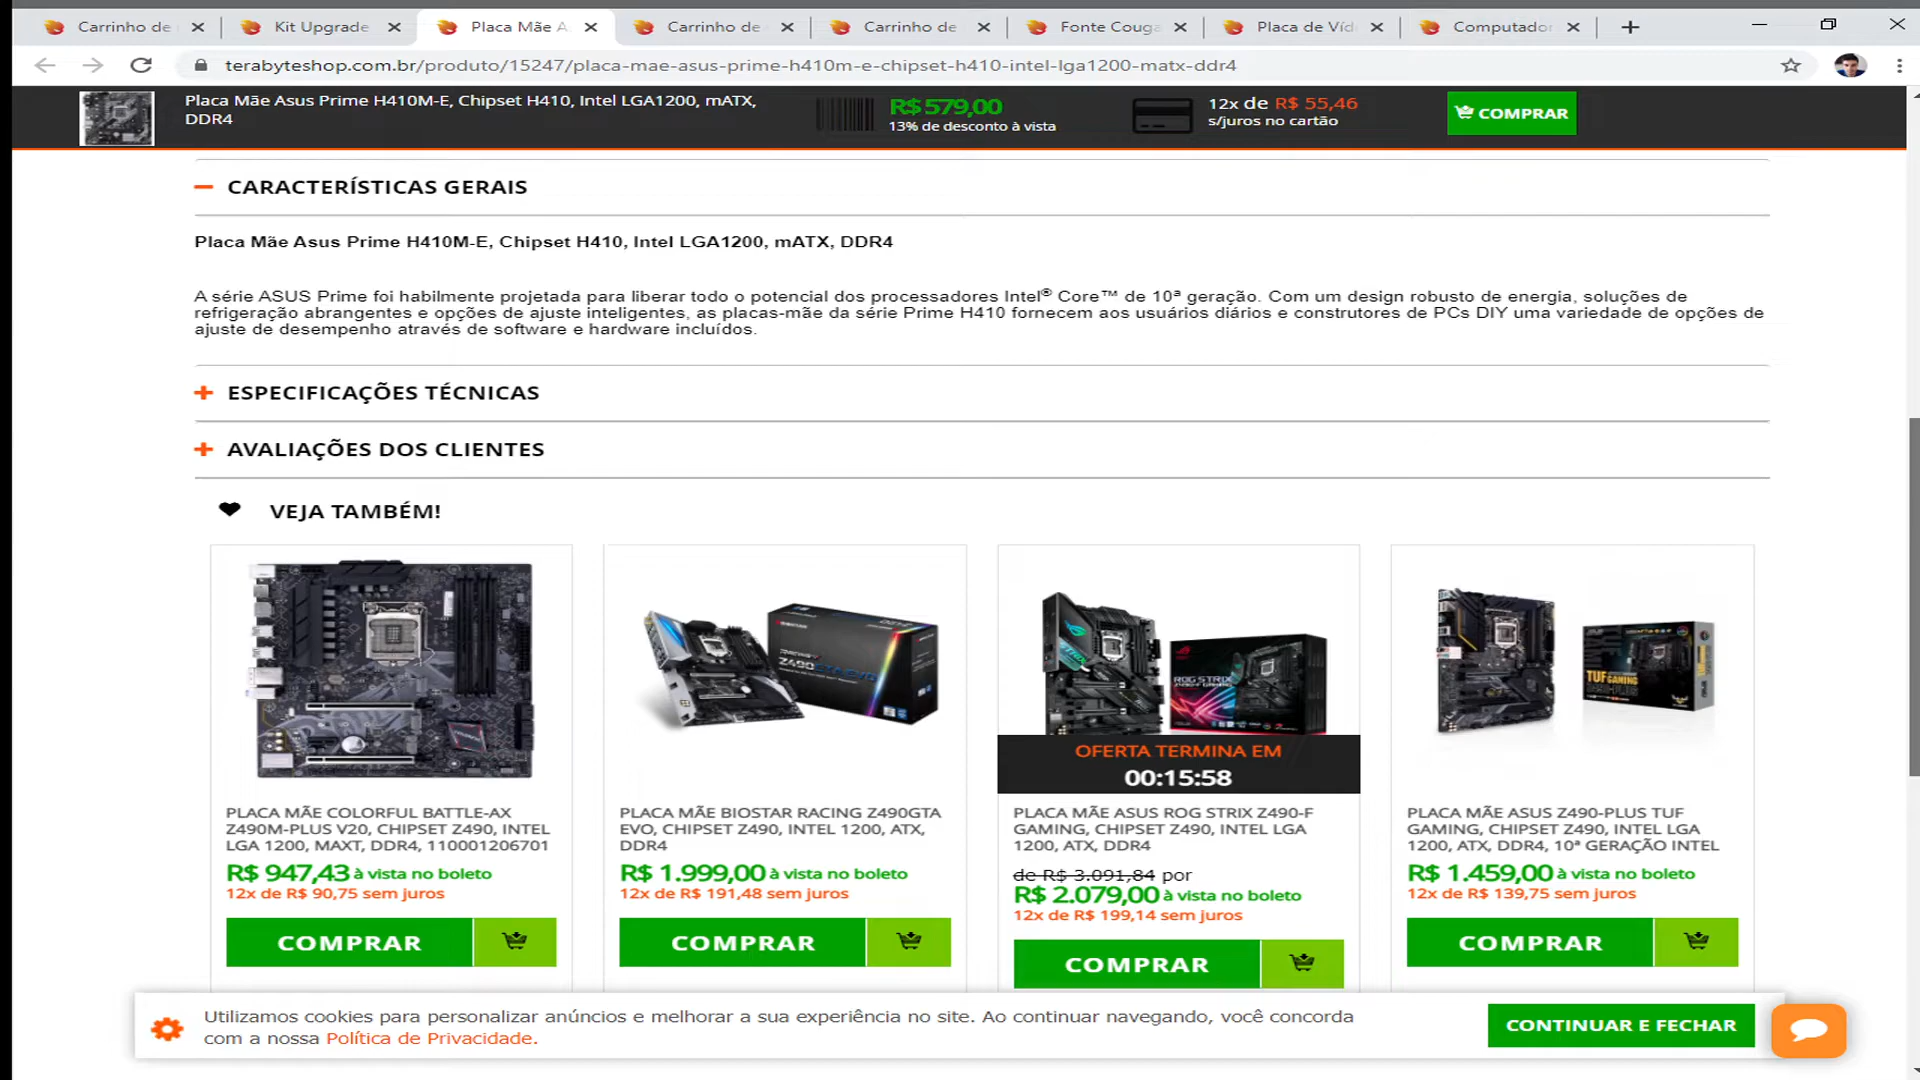 Carrinho de
Kit Upgrade
Placa Mãe A
Carrinho de
Carrinho de
Fonte Couga
Placa de Víd
Computador
terabyteshop.com.br/produto/15247/placa-mae-asus-prime-h410m-e-chipset-h410-intel-lga1200-matx-ddr4
Placa Mãe Asus Prime H410M-E, Chipset H410, Intel LGA1200, mATX,
DDR4
R$ 579,00
13% de desconto à vista
12x de R$ 55,46
s/juros no cartão
COMPRAR
CARACTERÍSTICAS GERAIS
Placa Mãe Asus Prime H410M-E, Chipset H410, Intel LGA1200, mATX, DDR4
A série ASUS Prime foi habilmente projetada para liberar todo o potencial dos processadores Intel® Core™ de 10ª geração. Com um design robusto de energia, soluções de
refrigeração abrangentes e opções de ajuste inteligentes, as placas-mãe da série Prime H410 fornecem aos usuários diários e construtores de PCs DIY uma variedade de opções de
ajuste de desempenho através de software e hardware incluídos.
ESPECIFICAÇÕES TÉCNICAS
AVALIAÇÕES DOS CLIENTES
VEJA TAMBÉM!
PLACA MÃE COLORFUL BATTLE-AX
Z490M-PLUS V20, CHIPSET Z490, INTEL
LGA 1200, MAXT, DDR4, 110001206701
R$ 947,43 à vista no boleto
12x de R$ 90,75 sem juros
COMPRAR
PLACA MÃE BIOSTAR RACING Z490GTA
EVO, CHIPSET Z490, INTEL 1200, ATX,
DDR4
R$ 1.999,00 à vista no boleto
12x de R$ 191,48 sem juros
COMPRAR
ROG STRIX
OFERTA TERMINA EM
00:15:58
PLACA MÃE ASUS ROG STRIX Z490-F
GAMING, CHIPSET Z490, INTEL LGA
1200, ATX, DDR4
de R$ 3.091,84 por
R$ 2.079,00 à vista no boleto
12x de R$ 199,14 sem juros
COMPRAR
TUF GAMING
PLACA MÃE ASUS Z490-PLUS TUF
GAMING, CHIPSET Z490, INTEL LGA
1200, ATX, DDR4, 10ª GERAÇÃO INTEL
R$ 1.459,00 à vista no boleto
12x de R$ 139,75 sem juros
COMPRAR
Utilizamos cookies para personalizar anúncios e melhorar a sua experiência no site. Ao continuar navegando, você concorda
com a nossa Política de Privacidade.
CONTINUAR E FECHAR